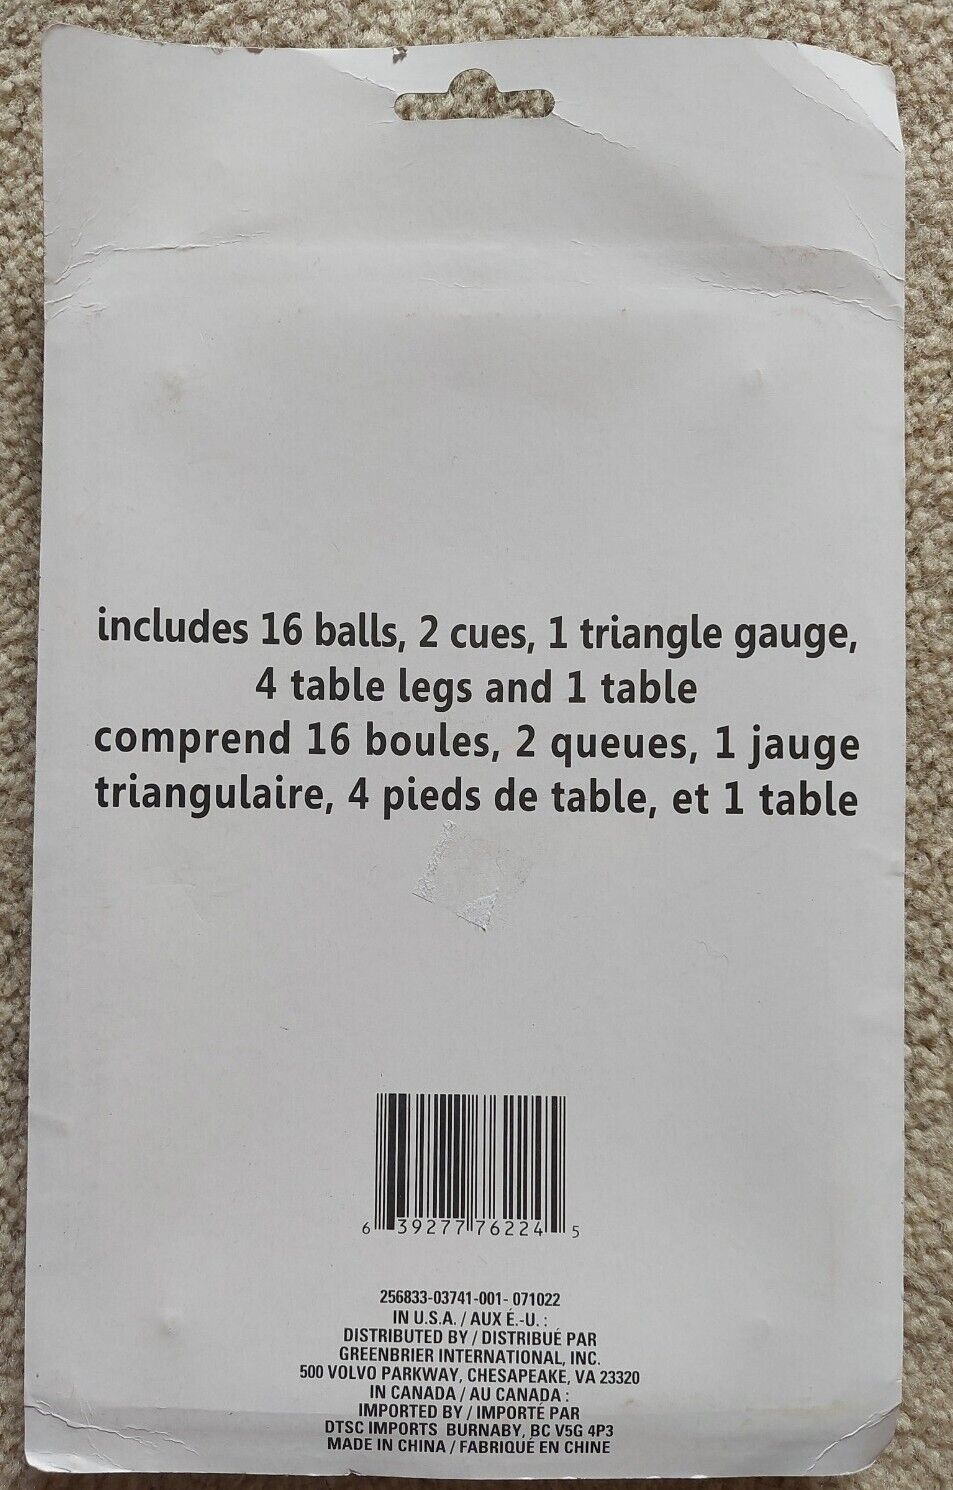 includes 16 balls, 2 cues, 1 triangle gauge,
4 table legs and 1 table
comprend 16 boules, 2 queues, 1 jauge
triangulaire, 4 pieds de table, et 1 table
6 39277 76224 5
256833-03741-001- 071022
IN U.S.A. / AUX É.-U. :
DISTRIBUTED BY / DISTRIBUÉ PAR
GREENBRIER INTERNATIONAL, INC.
500 VOLVO PARKWAY, CHESAPEAKE, VA 23320
IN CANADA / AU CANADA :
IMPORTED BY / IMPORTÉ PAR
DTSC IMPORTS BURNABY, BC V5G 4P3
MADE IN CHINA / FABRIQUÉ EN CHINE